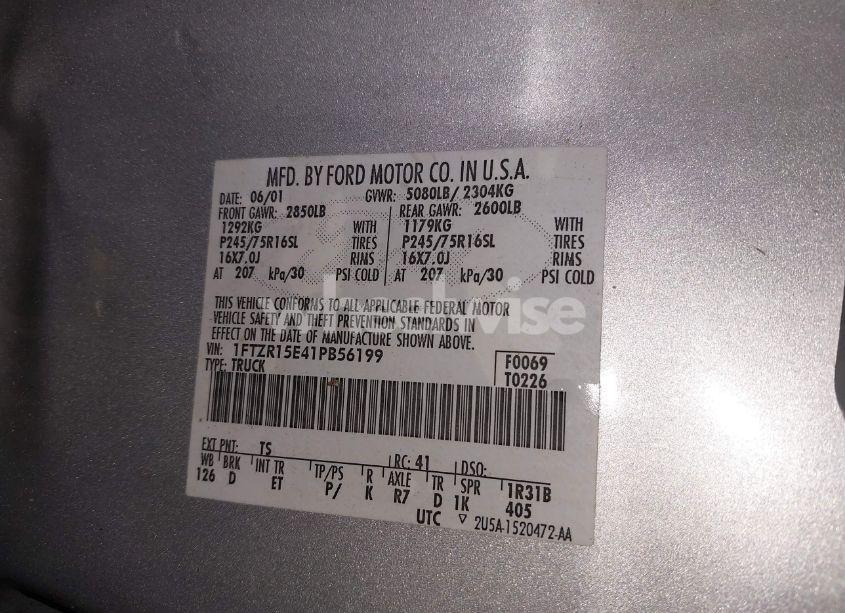 MFD. BY FORD MOTOR CO. IN U.S.A.
DATE: 06/01 GVWR: 5080LB/ 2304KG
FRONT GAWR: 2850LB REAR GAWR: 2600LB
1292KG WITH 1179KG WITH
P245/75R16SL TIRES P245/75R16SL TIRES
16X7.0J RIMS 16X7.0J RIMS
AT 207 kPa/30 PSI COLD AT 207 kPa/30 PSI COLD
THIS VEHICLE CONFORMS TO ALL APPLICABLE FEDERAL MOTOR
VEHICLE SAFETY AND THEFT PREVENTION STANDARDS IN
EFFECT ON THE DATE OF MANUFACTURE SHOWN ABOVE.
VIN: 1FTZR15E41PB56199 F0069
TYPE: TRUCK T0226
EXT PNT: TS RC: 41 DSO:
WB BRK INT TR TP/PS R AXLE TR SPR 1R31B
126 D ET P/ K R7 D 1K 405
UTC ▽ 2U5A-1520472-AA